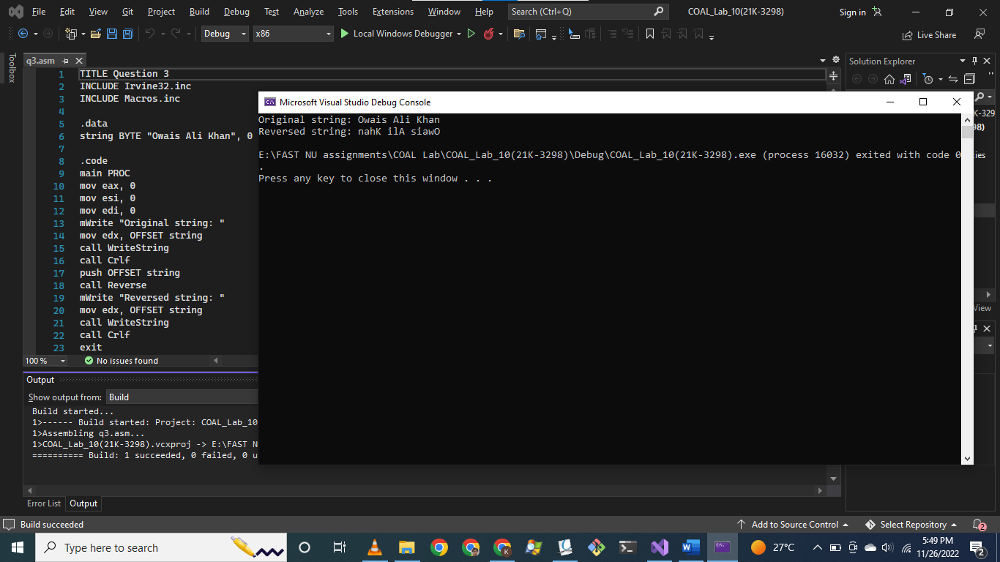 File Edit View Git Project Build Debug Test Analyze Tools Extensions Window Help Search (Ctrl+Q) COAL_Lab_10(21K-3298) Sign in
Debug x86 Local Windows Debugger Live Share
Toolbox
q3.asm
Solution Explorer
1 TITLE Question 3
2 INCLUDE Irvine32.inc
3 INCLUDE Macros.inc
4
5 .data
6 string BYTE "Owais Ali Khan", 0
7
8 .code
9 main PROC
10 mov eax, 0
11 mov esi, 0
12 mov edi, 0
13 mWrite "Original string: "
14 mov edx, OFFSET string
15 call WriteString
16 call Crlf
17 push OFFSET string
18 call Reverse
19 mWrite "Reversed string: "
20 mov edx, OFFSET string
21 call WriteString
22 call Crlf
23 exit
100 % No issues found
Microsoft Visual Studio Debug Console
Original string: Owais Ali Khan
Reversed string: nahK ilA siawO
E:\FAST NU assignments\COAL Lab\COAL_Lab_10(21K-3298)\Debug\COAL_Lab_10(21K-3298).exe (process 16032) exited with code 0
.
Press any key to close this window . . .
K-329
98)
ties
View
Output
Show output from: Build
Build started...
1>------ Build started: Project: COAL_Lab_10
1>Assembling q3.asm...
1>COAL_Lab_10(21K-3298).vcxproj -> E:\FAST N
========== Build: 1 succeeded, 0 failed, 0 u
Error List Output
Build succeeded
Add to Source Control Select Repository 2
Type here to search
27°C
5:49 PM
11/26/2022
2